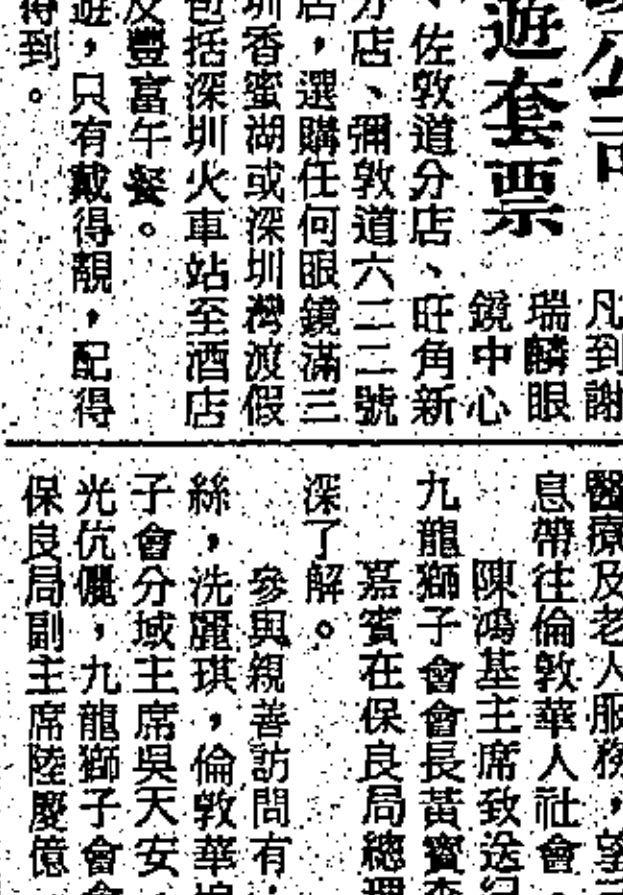 遊套票
凡到謝
瑞麟眼
鏡中心
、佐敦道分店、旺角新
分店、彌敦道六二二號
店，選購任何眼鏡滿三
圳香蜜湖或深圳灣渡假
包括深圳火車站至酒店
及豐富午餐。
遊，只有戴得靚，配得
得到。
醫療及老人服務，望
息帶往倫敦華人社會
陳鴻基主席致送紀
九龍獅子會會長黃寶
嘉賓在保良局總理
深了解。
參與親善訪問有
絲，洗麗琪，倫敦華埠
子會分域主席吳天安
光伉儷，九龍獅子會會
保良局副主席陸慶億